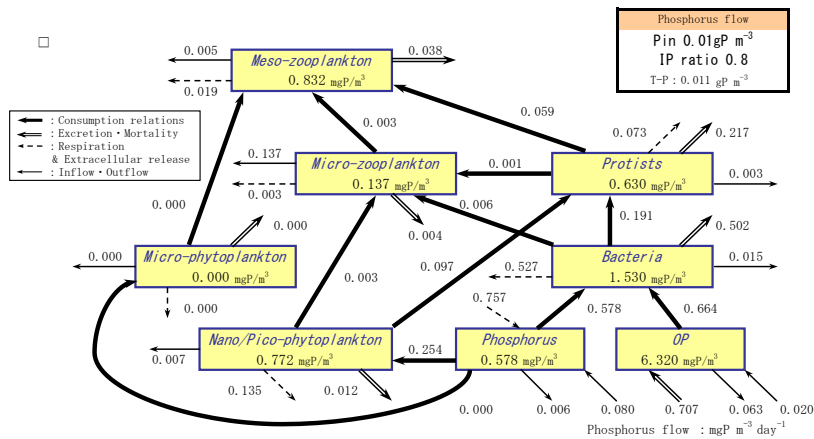 Phosphorus flow
Pin 0.01gP m⁻³
IP ratio 0.8
T-P：0.011 gP m⁻³
0.005
0.038
Meso-zooplankton
0.832 mgP/m³
0.019
：Consumption relations
：Excretion・Mortality
：Respiration
& Extracellular release
：Inflow・Outflow
0.059
0.003
0.073
0.217
0.137
Micro-zooplankton
0.137 mgP/m³
0.001
Protists
0.630 mgP/m³
0.003
0.003
0.000
0.000
0.006
0.191
0.004
0.502
0.000
Micro-phytoplankton
0.000 mgP/m³
0.003
0.097
0.527
Bacteria
1.530 mgP/m³
0.015
0.000
0.757
0.578
0.664
Nano/Pico-phytoplankton
0.772 mgP/m³
0.254
Phosphorus
0.578 mgP/m³
OP
6.320 mgP/m³
0.007
0.135
0.012
0.000
0.006
0.080
0.707
0.063
0.020
Phosphorus flow ：mgP m⁻³ day⁻¹